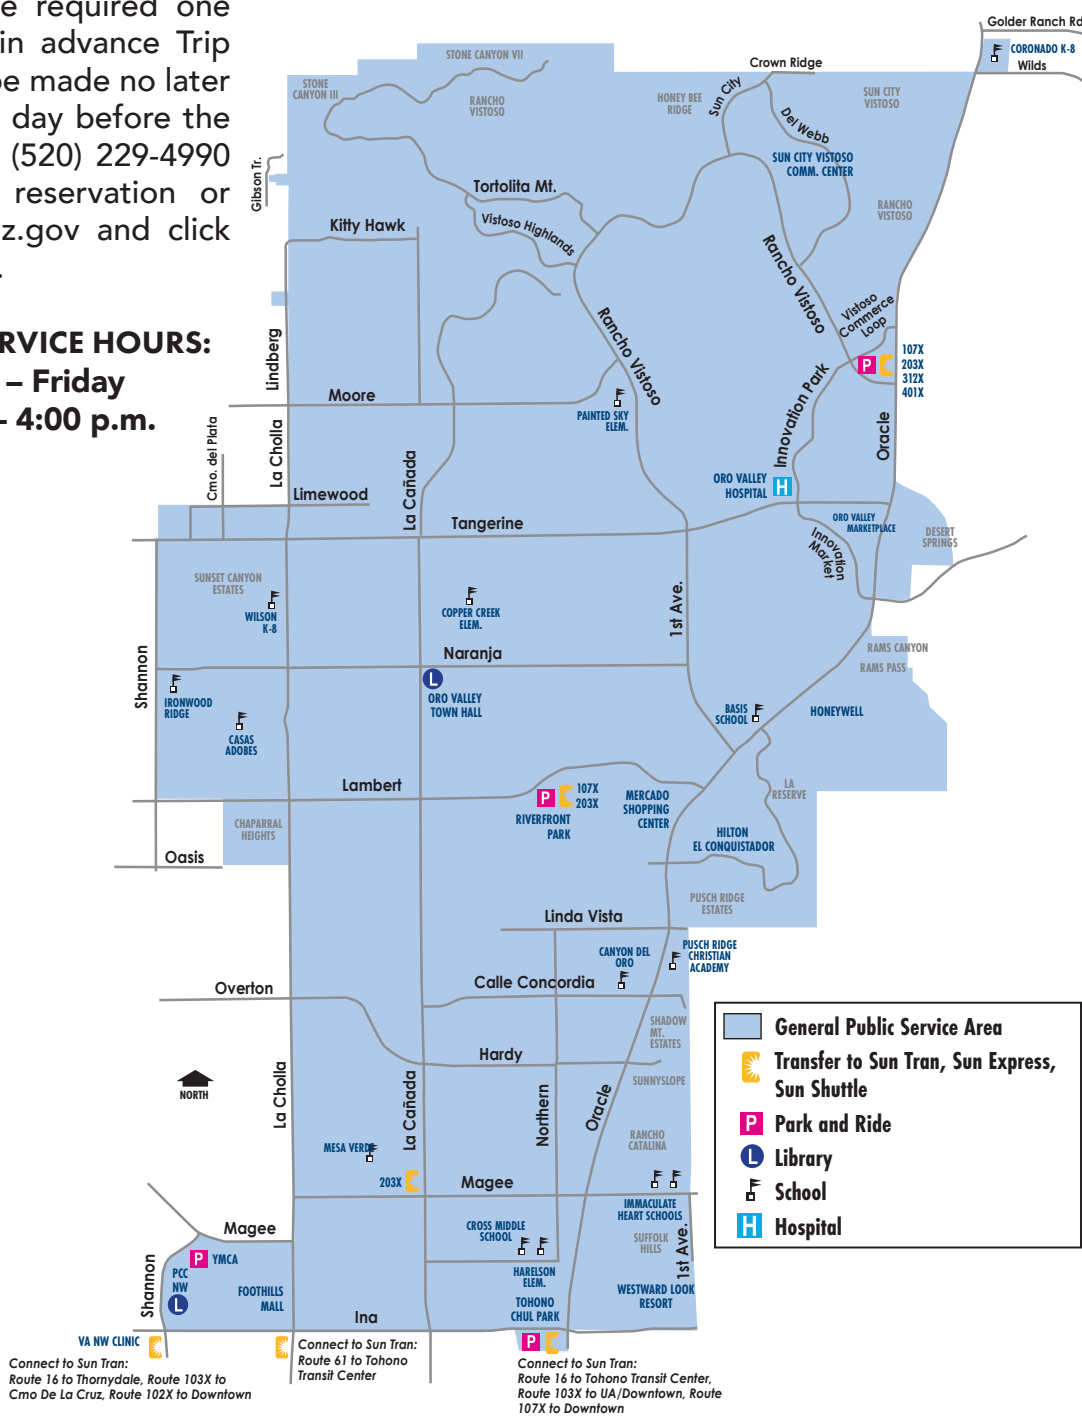 e required one
in advance Trip
be made no later
day before the
(520) 229-4990
reservation or
z.gov and click
.
RVICE HOURS:
– Friday
– 4:00 p.m.
Golder Ranch Rd
CORONADO K-8
Wilds
Crown Ridge
STONE CANYON VII
STONE
CANYON III
RANCHO
VISTOSO
HONEY BEE
RIDGE
Sun City
SUN CITY
VISTOSO
Del Webb
SUN CITY VISTOSO
COMM. CENTER
RANCHO
VISTOSO
Gibson Tr.
Tortolita Mt.
Vistoso Highlands
Kitty Hawk
Rancho Vistoso
Rancho Vistoso
Vistoso
Commerce
Loop
P
107X
203X
312X
401X
Lindberg
Moore
PAINTED SKY
ELEM.
Innovation Park
Oracle
Cmo. del Plata
La Cholla
La Cañada
Limewood
ORO VALLEY
HOSPITAL
H
Tangerine
ORO VALLEY
MARKETPLACE
Innovation
Market
DESERT
SPRINGS
SUNSET CANYON
ESTATES
WILSON
K-8
COPPER CREEK
ELEM.
1st Ave.
Shannon
Naranja
RAMS CANYON
RAMS PASS
IRONWOOD
RIDGE
L
ORO VALLEY
TOWN HALL
CASAS
ADOBES
BASIS
SCHOOL
HONEYWELL
Lambert
P
107X
203X
RIVERFRONT
PARK
MERCADO
SHOPPING
CENTER
LA
RESERVE
CHAPARRAL
HEIGHTS
HILTON
EL CONQUISTADOR
Oasis
PUSCH RIDGE
ESTATES
Linda Vista
CANYON DEL
ORO
PUSCH RIDGE
CHRISTIAN
ACADEMY
Overton
Calle Concordia
SHADOW
MT.
ESTATES
Hardy
SUNNYSLOPE
NORTH
La Cholla
La Cañada
Northern
Oracle
RANCHO
CATALINA
MESA VERDE
203X
Magee
IMMACULATE
HEART SCHOOLS
Magee
CROSS MIDDLE
SCHOOL
SUFFOLK
HILLS
1st Ave.
P
YMCA
Shannon
PCC
NW
L
FOOTHILLS
MALL
HARELSON
ELEM.
WESTWARD LOOK
RESORT
TOHONO
CHUL PARK
Ina
P
VA NW CLINIC
Connect to Sun Tran:
Route 16 to Thornydale, Route 103X to
Cmo De La Cruz, Route 102X to Downtown
Connect to Sun Tran:
Route 61 to Tohono
Transit Center
Connect to Sun Tran:
Route 16 to Tohono Transit Center,
Route 103X to UA/Downtown, Route
107X to Downtown
General Public Service Area
Transfer to Sun Tran, Sun Express,
Sun Shuttle
P
Park and Ride
L
Library
School
H
Hospital